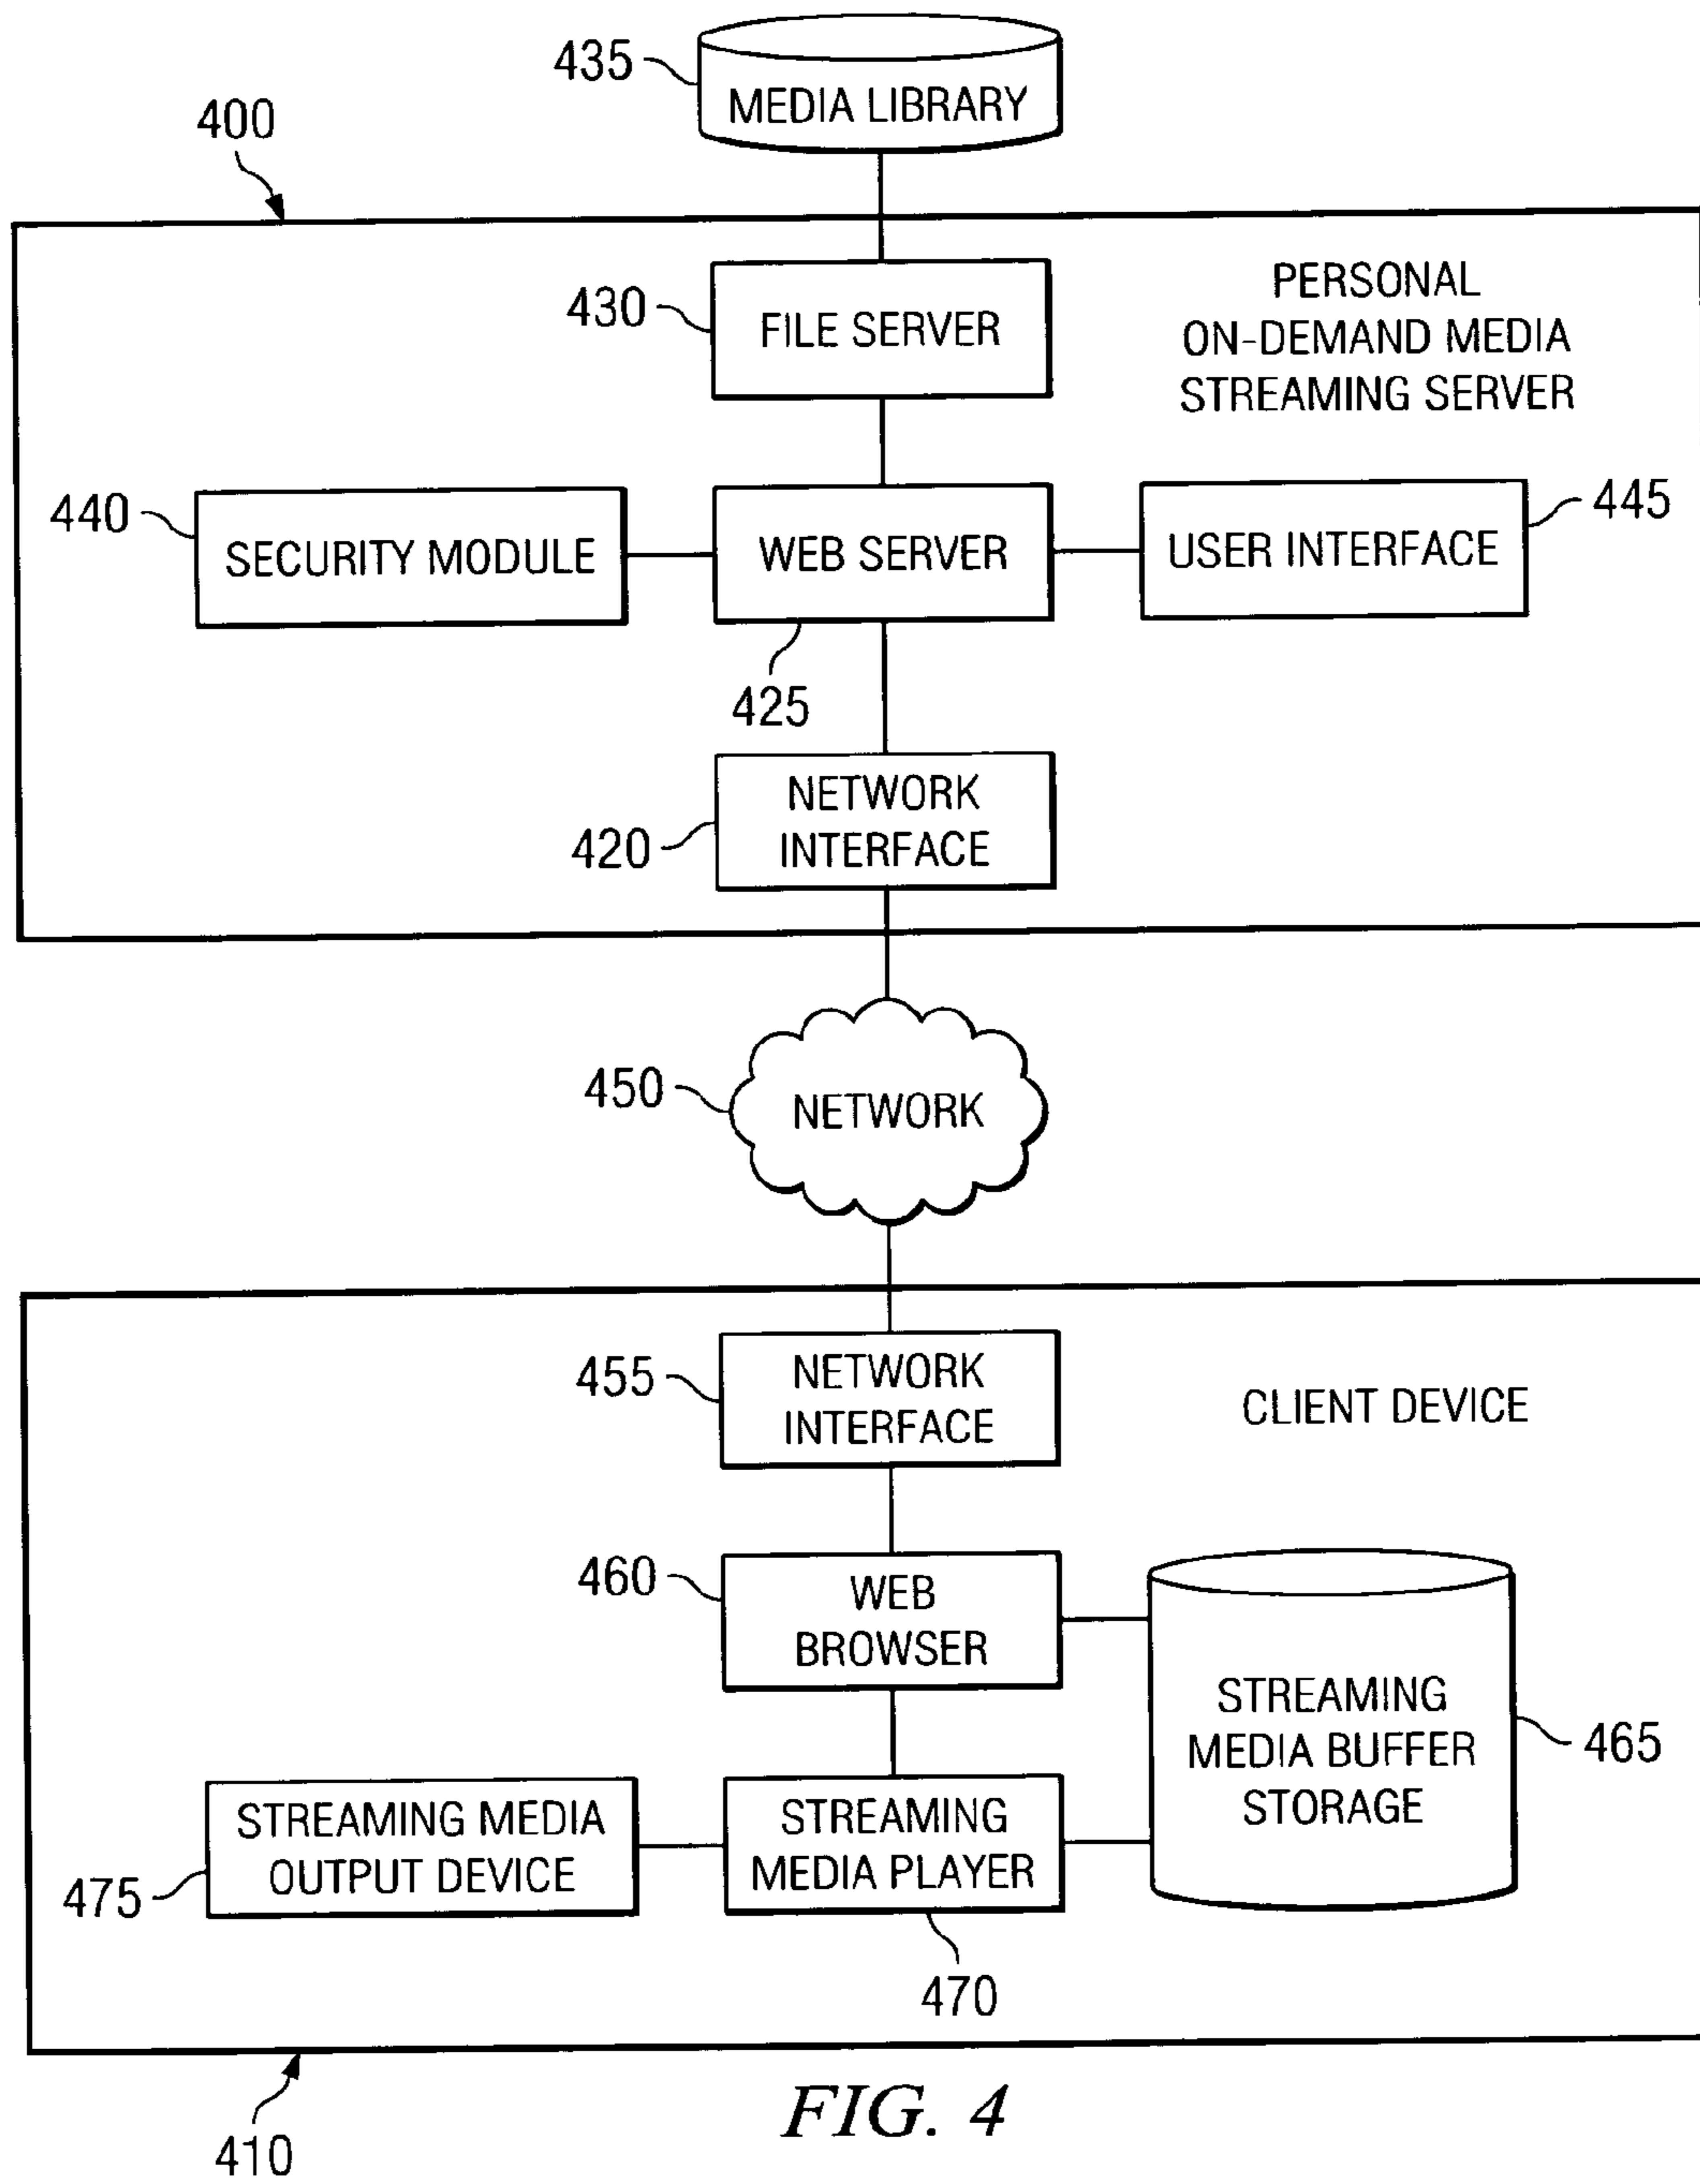 435
MEDIA LIBRARY
400
430
FILE SERVER
PERSONAL
ON-DEMAND MEDIA
STREAMING SERVER
440
SECURITY MODULE
WEB SERVER
USER INTERFACE
445
425
420
NETWORK
INTERFACE
450
NETWORK
455
NETWORK
INTERFACE
CLIENT DEVICE
460
WEB
BROWSER
STREAMING
MEDIA BUFFER
STORAGE
465
475
STREAMING MEDIA
OUTPUT DEVICE
STREAMING
MEDIA PLAYER
470
410
FIG. 4